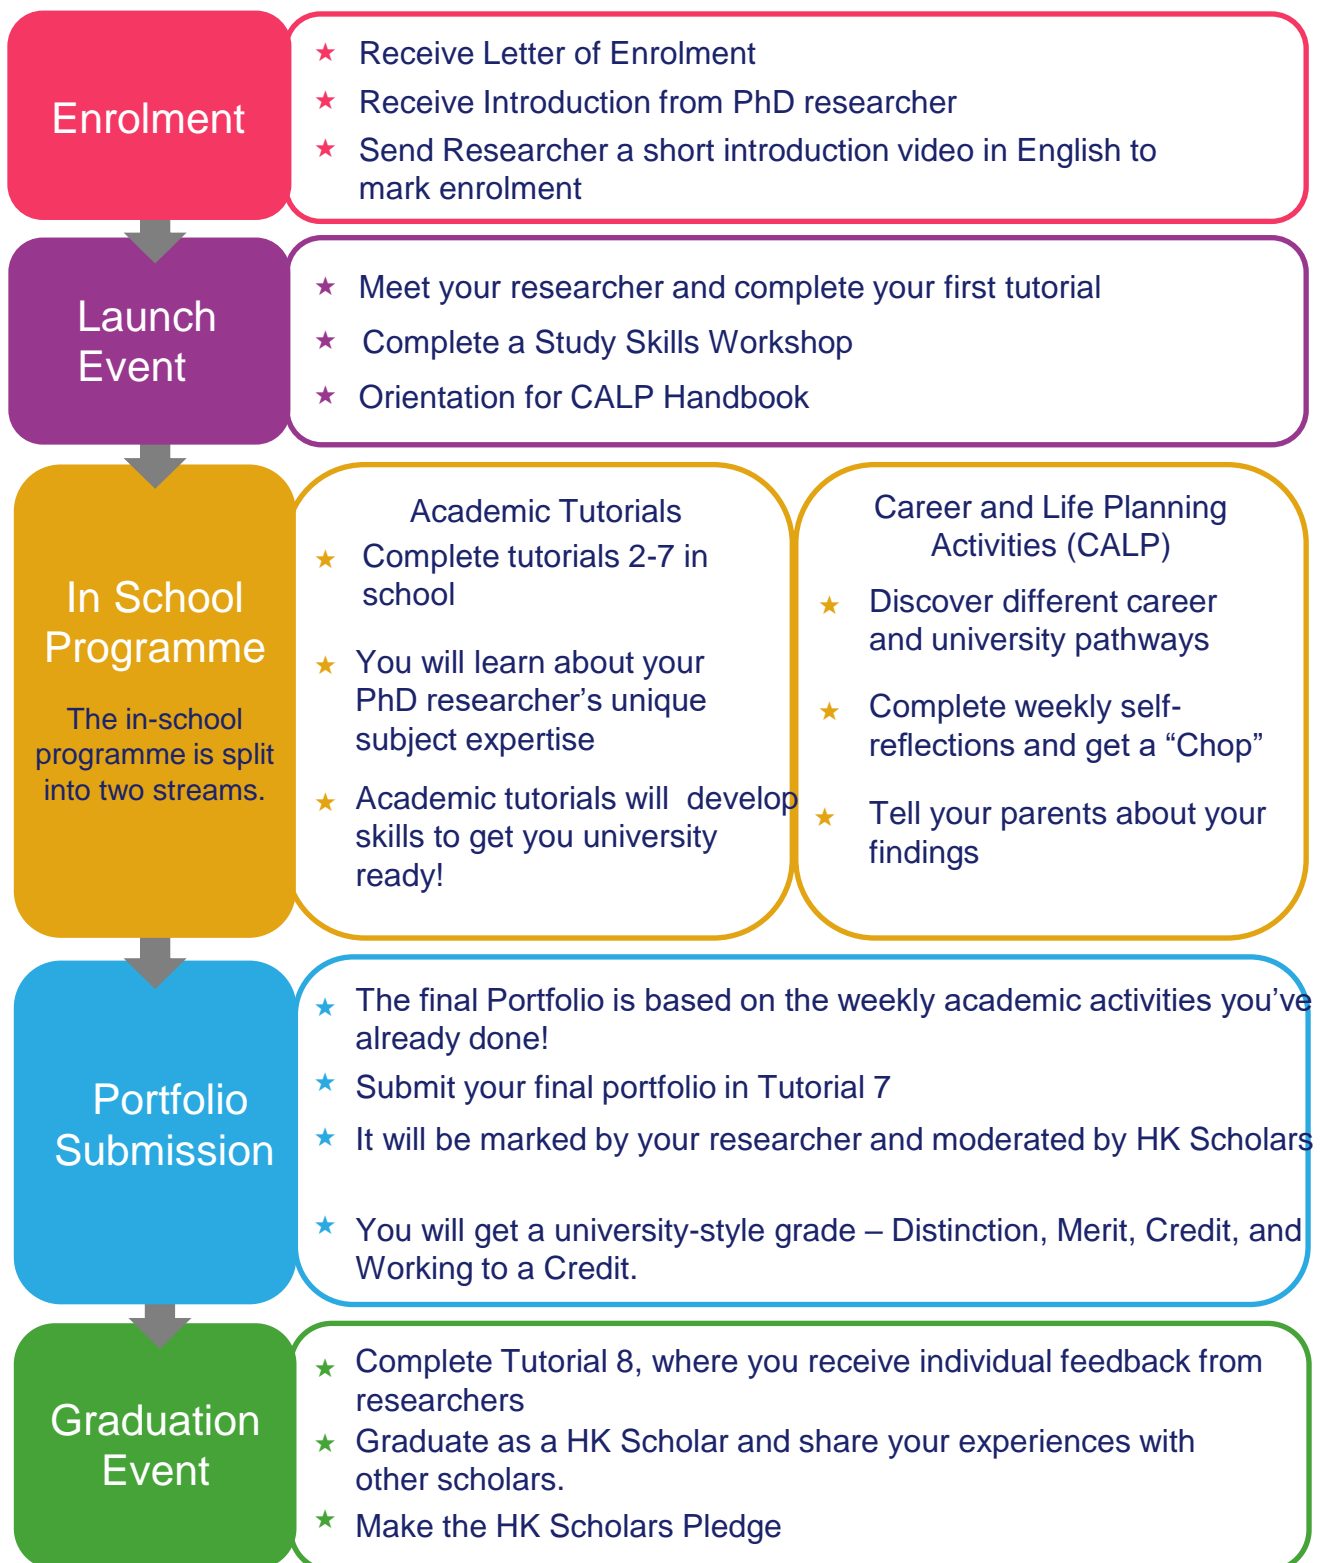 Enrolment
Receive Letter of Enrolment
Receive Introduction from PhD researcher
Send Researcher a short introduction video in English to
mark enrolment
Launch
Event
Meet your researcher and complete your first tutorial
Complete a Study Skills Workshop
Orientation for CALP Handbook
In School
Programme
The in-school
programme is split
into two streams.
Academic Tutorials
Complete tutorials 2-7 in
school
You will learn about your
PhD researcher’s unique
subject expertise
Academic tutorials will  develop
skills to get you university
ready!
Career and Life Planning
Activities (CALP)
Discover different career
and university pathways
Complete weekly self-
reflections and get a “Chop”
Tell your parents about your
findings
Portfolio
Submission
The final Portfolio is based on the weekly academic activities you’ve
already done!
Submit your final portfolio in Tutorial 7
It will be marked by your researcher and moderated by HK Scholars
You will get a university-style grade – Distinction, Merit, Credit, and
Working to a Credit.
Graduation
Event
Complete Tutorial 8, where you receive individual feedback from
researchers
Graduate as a HK Scholar and share your experiences with
other scholars.
Make the HK Scholars Pledge